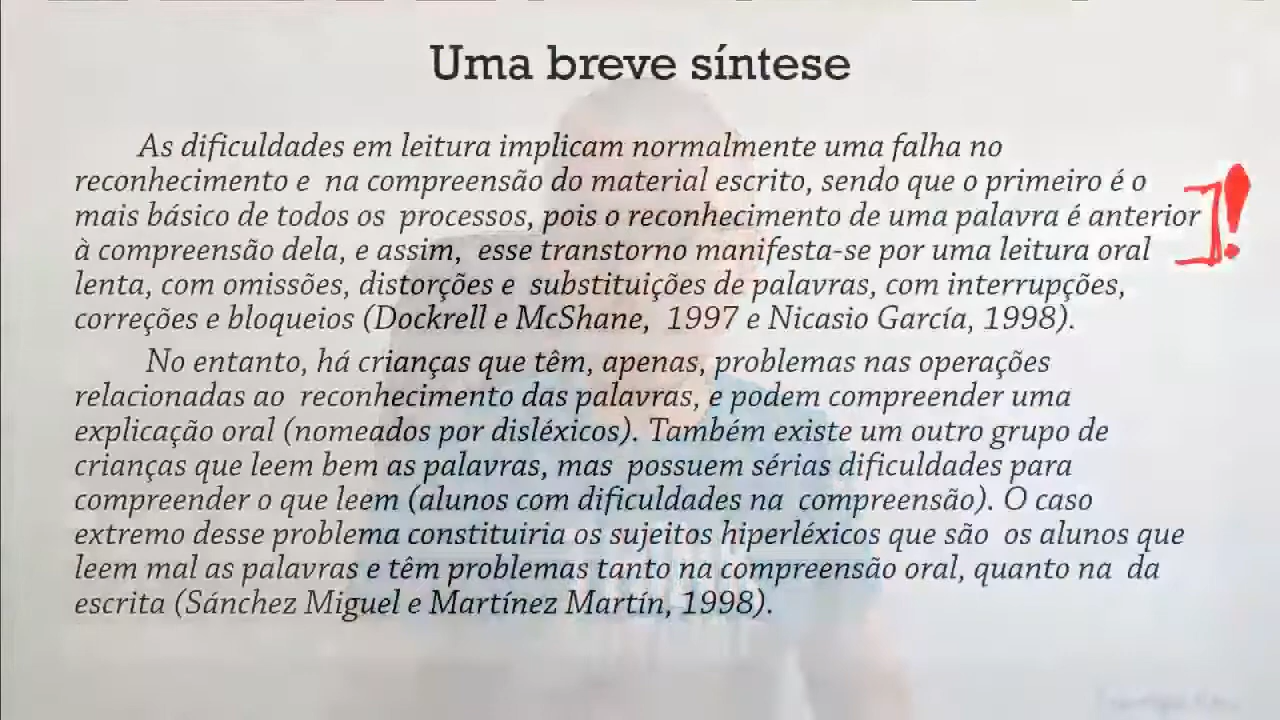 Uma breve síntese
As dificuldades em leitura implicam normalmente uma falha no
reconhecimento e na compreensão do material escrito, sendo que o primeiro é o
mais básico de todos os processos, pois o reconhecimento de uma palavra é anterior
à compreensão dela, e assim, esse transtorno manifesta-se por uma leitura oral
lenta, com omissões, distorções e substituições de palavras, com interrupções,
correções e bloqueios (Dockrell e McShane, 1997 e Nicasio García, 1998).
No entanto, há crianças que têm, apenas, problemas nas operações
relacionadas ao reconhecimento das palavras, e podem compreender uma
explicação oral (nomeados por disléxicos). Também existe um outro grupo de
crianças que leem bem as palavras, mas possuem sérias dificuldades para
compreender o que leem (alunos com dificuldades na compreensão). O caso
extremo desse problema constituiria os sujeitos hiperléxicos que são os alunos que
leem mal as palavras e têm problemas tanto na compreensão oral, quanto na da
escrita (Sánchez Miguel e Martínez Martín, 1998).